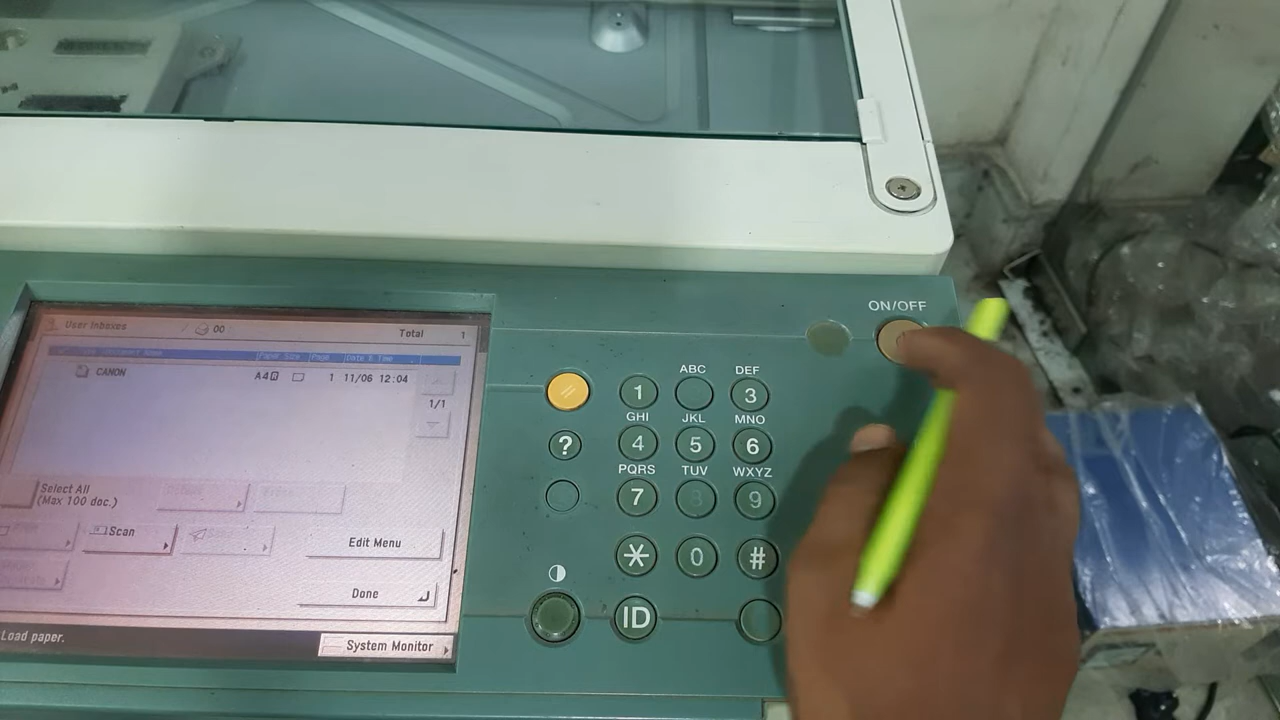 User Inboxes 00 Total 1
Paper Size Page Date & Time
CANON A4R 1 11/06 12:04
1/1
Select All
(Max 100 doc.)
Scan
Edit Menu
Done
Load paper.
System Monitor
ON/OFF
ABC DEF
1 3
GHI JKL MNO
? 4 5 6
PQRS TUV WXYZ
7 8 9
* 0 #
ID